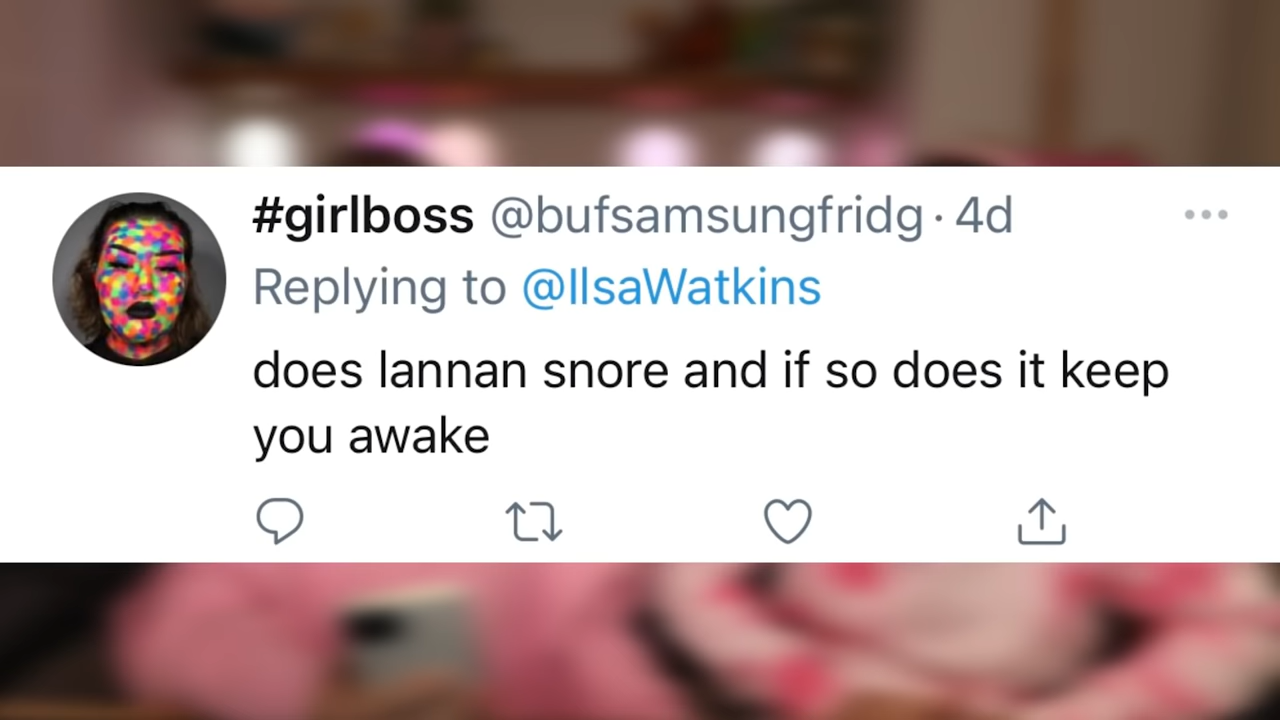 #girlboss @bufsamsungfridg · 4d
Replying to @IlsaWatkins
does lannan snore and if so does it keep
you awake